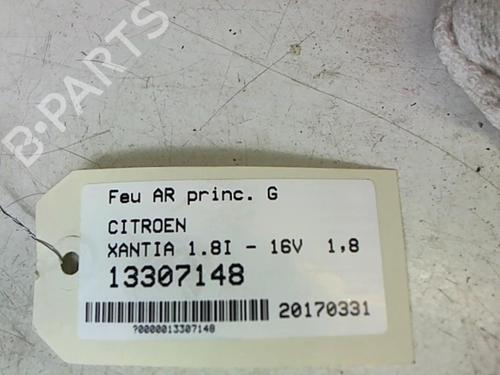 B-PARTS
Feu AR princ. G
CITROEN
XANTIA 1.8I - 16V 1,8
13307148
20170331
?0000013307148